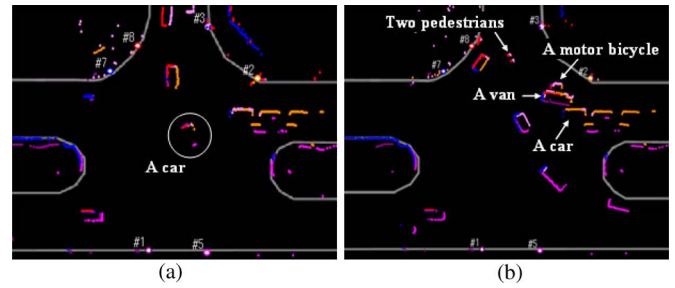 #3
#8
#7
#2
A car
#1
#5
(a)
Two pedestrians
#3
#8
A motor bicycle
#7
#2
A van
A car
#1
#5
(b)